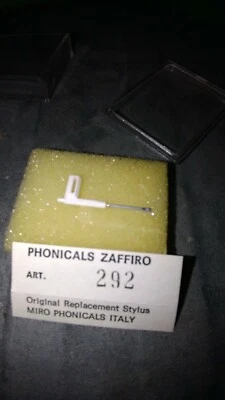 PHONICALS ZAFFIRO
ART. 292
Original Replacement Stylus
MIRO PHONICALS ITALY